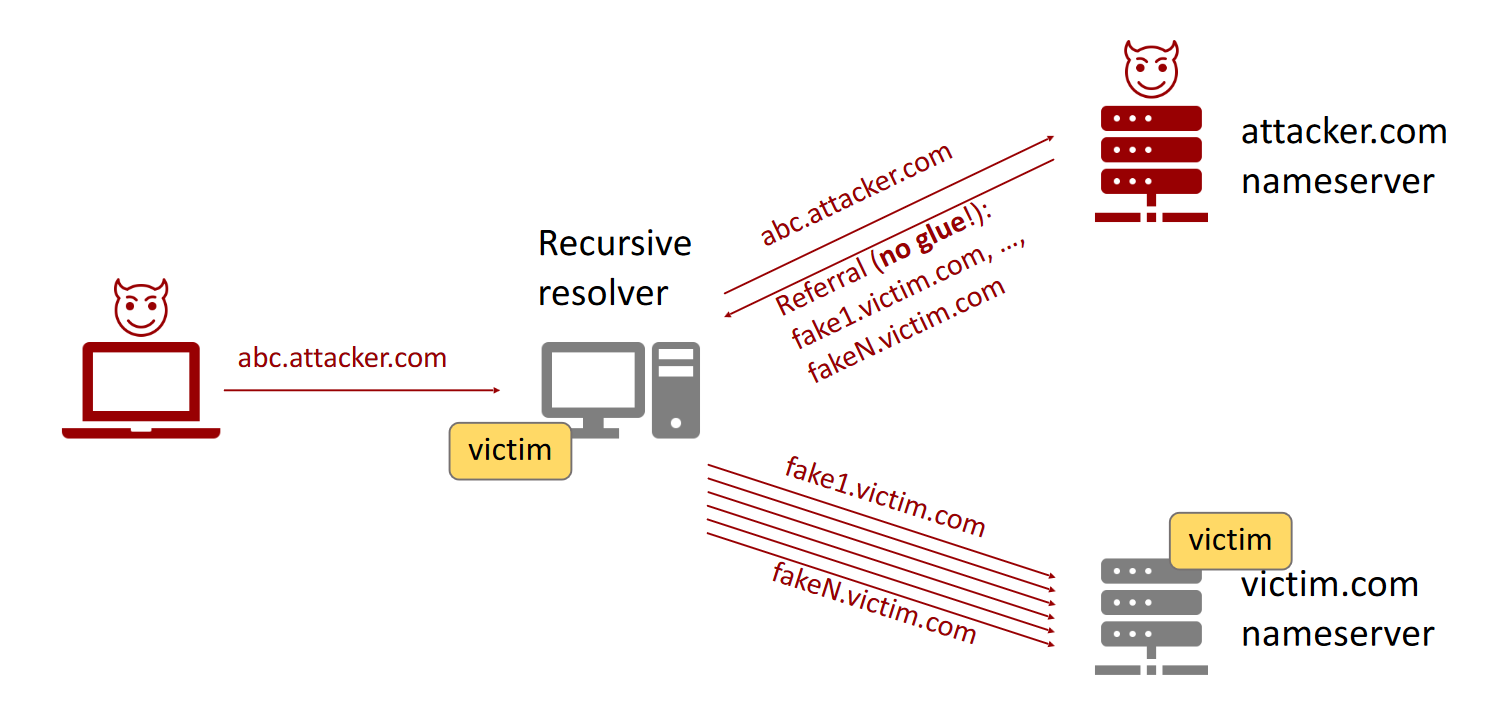 attacker.com
nameserver
abc.attacker.com
Referral (no glue!):
fake1.victim.com, ...,
fakeN.victim.com
Recursive
resolver
abc.attacker.com
victim
fake1.victim.com
fakeN.victim.com
victim
victim.com
nameserver